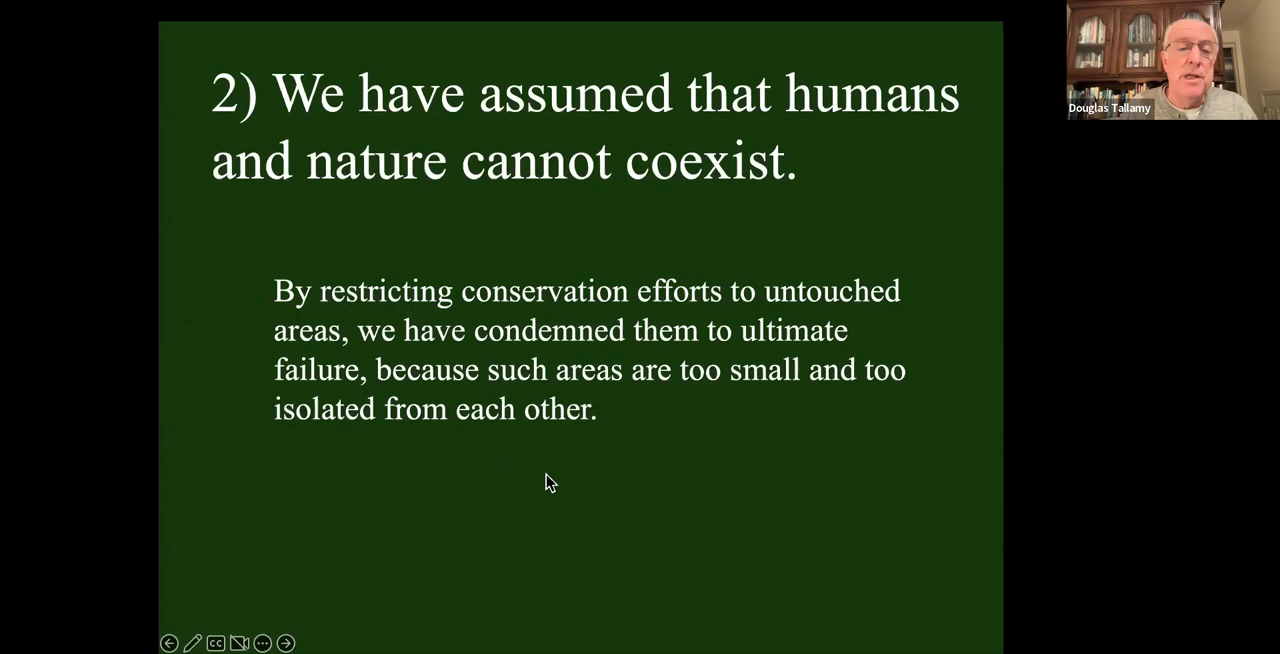 2) We have assumed that humans
and nature cannot coexist.
By restricting conservation efforts to untouched
areas, we have condemned them to ultimate
failure, because such areas are too small and too
isolated from each other.
Douglas Tallamy
CC